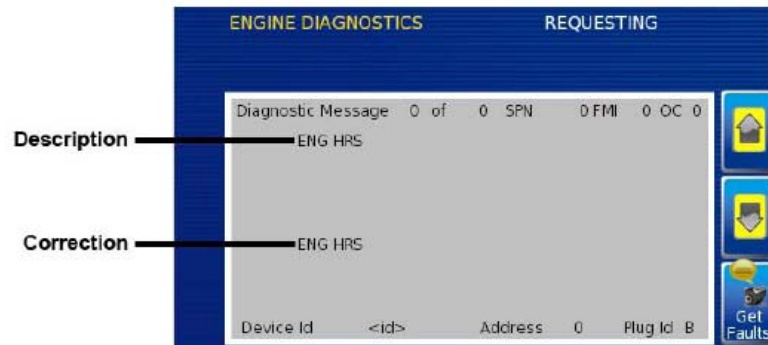 ENGINE DIAGNOSTICS REQUESTING
Diagnostic Message 0 of 0 SPN 0 FMI 0 OC 0
Description ENG HRS
Correction ENG HRS
Device Id <id> Address 0 Plug Id B
Get
Faults